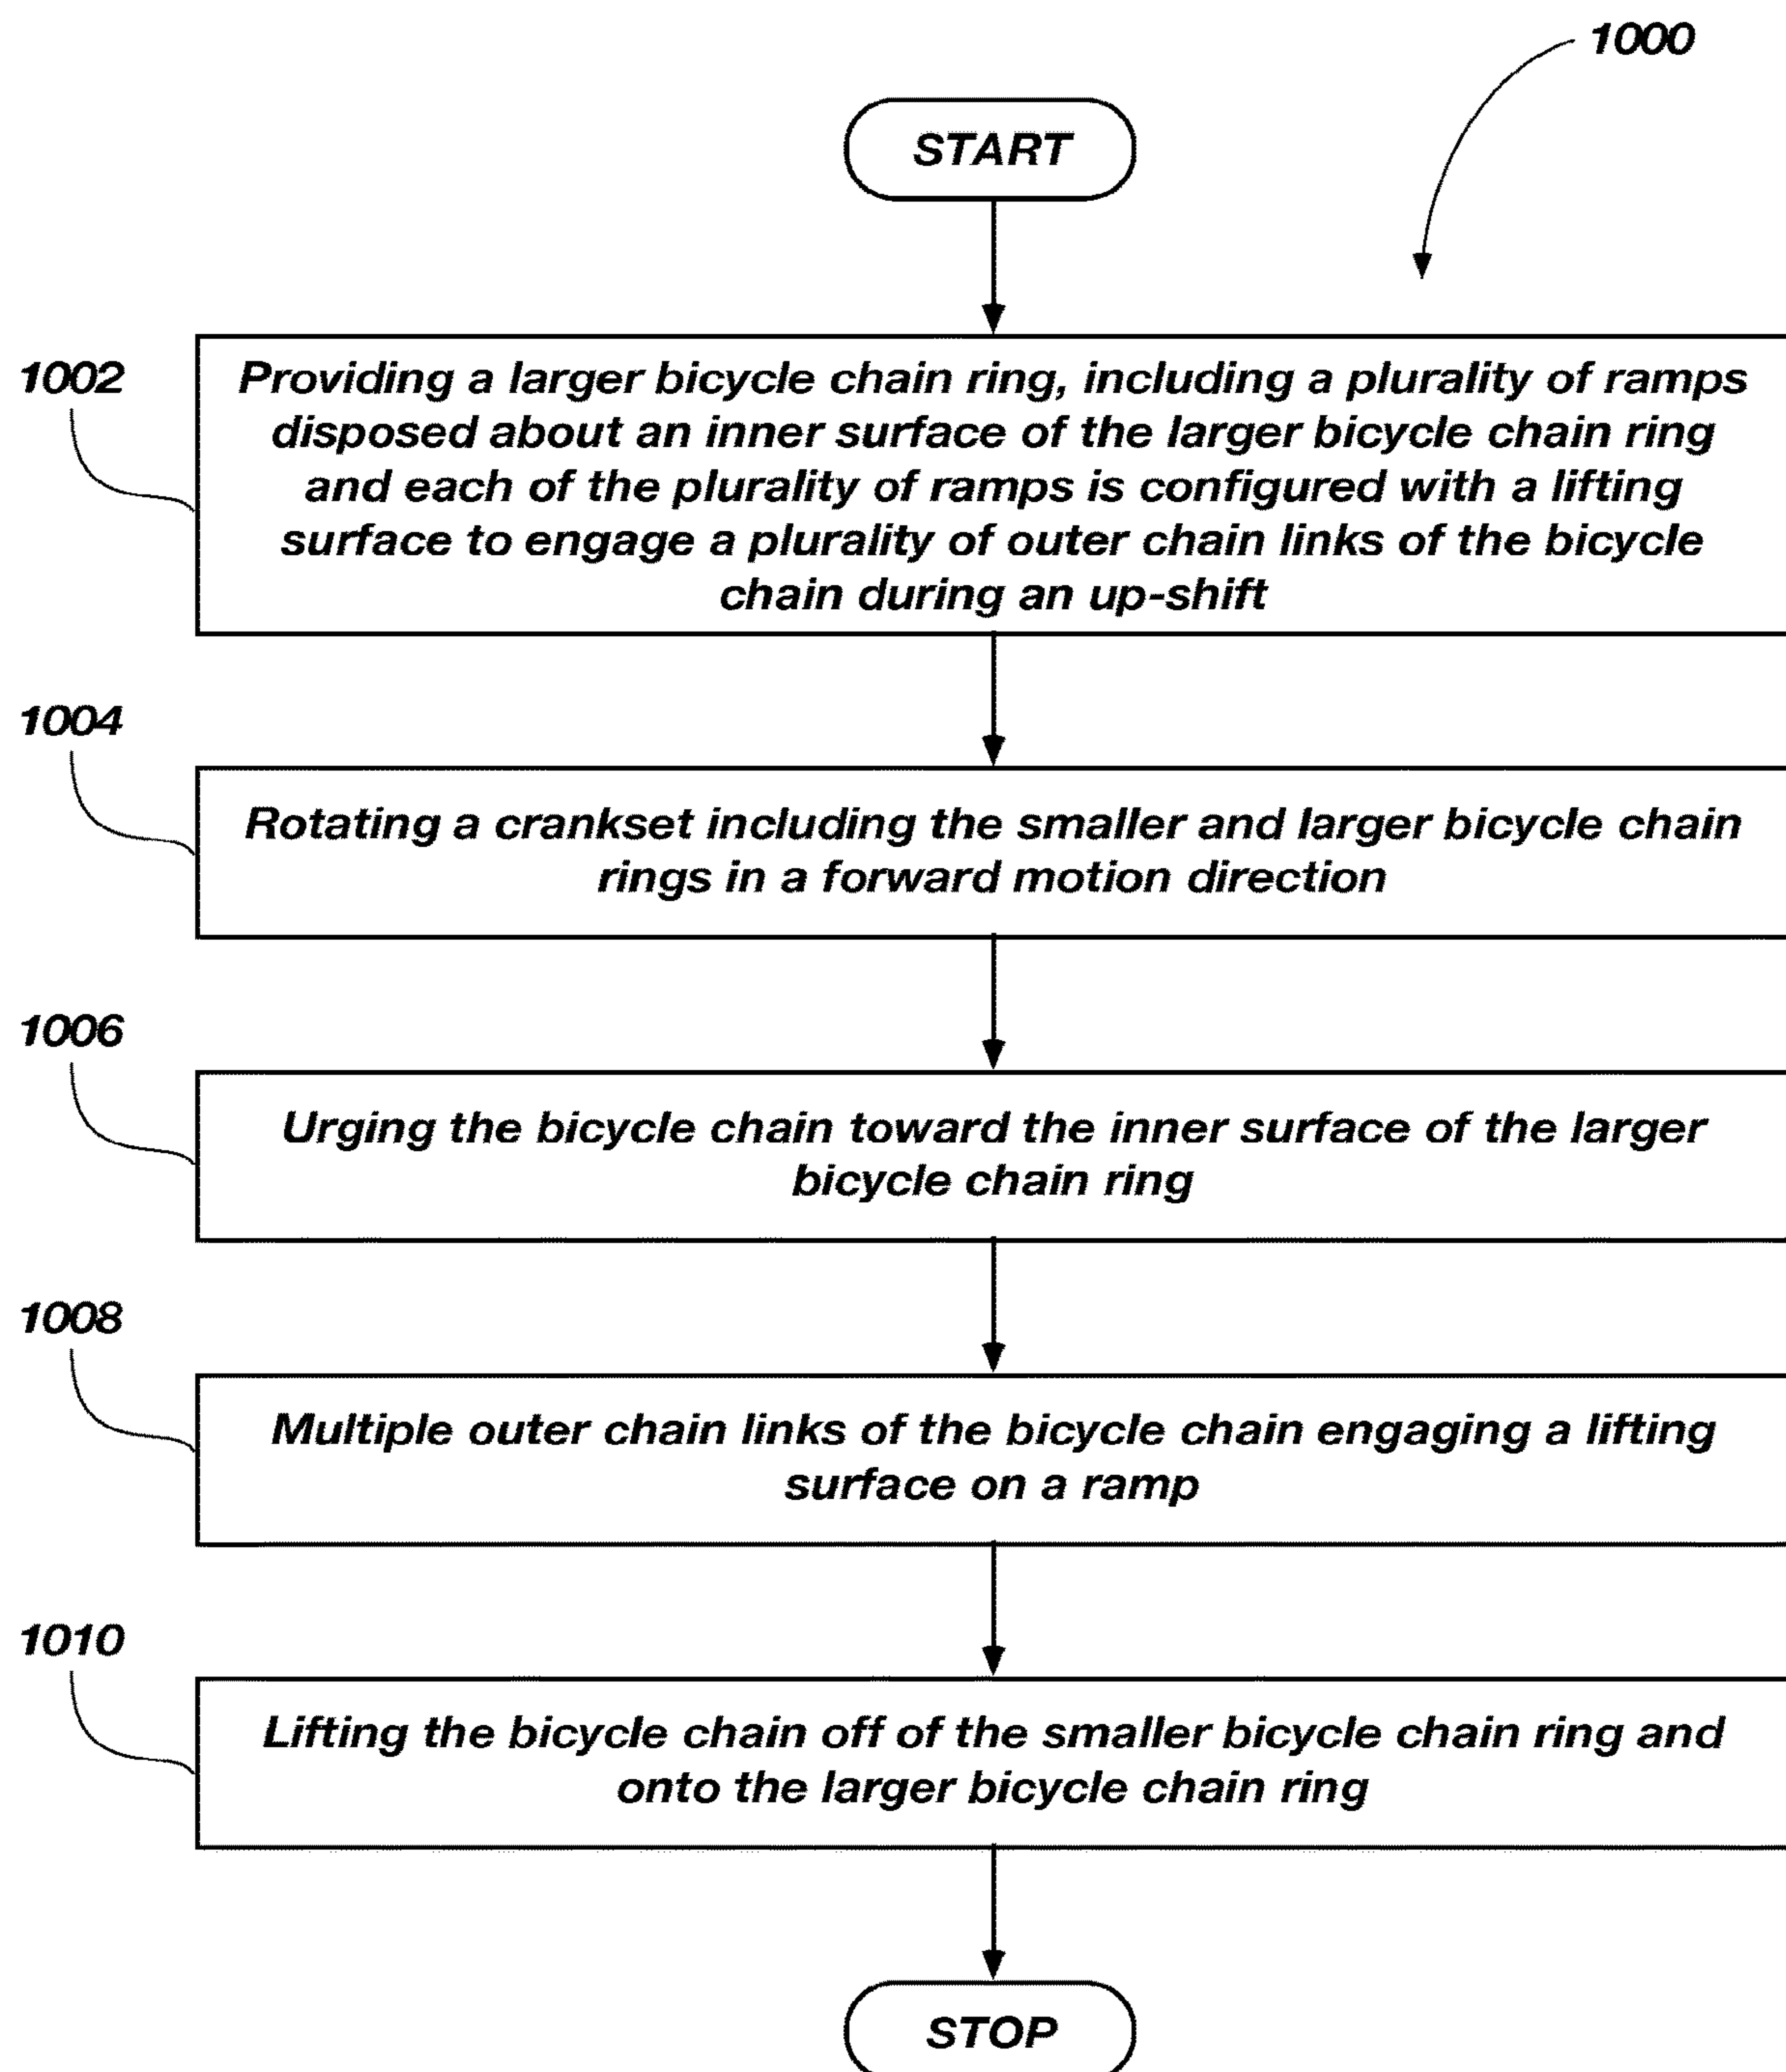 1000
START
1002
Providing a larger bicycle chain ring, including a plurality of ramps
disposed about an inner surface of the larger bicycle chain ring
and each of the plurality of ramps is configured with a lifting
surface to engage a plurality of outer chain links of the bicycle
chain during an up-shift
1004
Rotating a crankset including the smaller and larger bicycle chain
rings in a forward motion direction
1006
Urging the bicycle chain toward the inner surface of the larger
bicycle chain ring
1008
Multiple outer chain links of the bicycle chain engaging a lifting
surface on a ramp
1010
Lifting the bicycle chain off of the smaller bicycle chain ring and
onto the larger bicycle chain ring
STOP